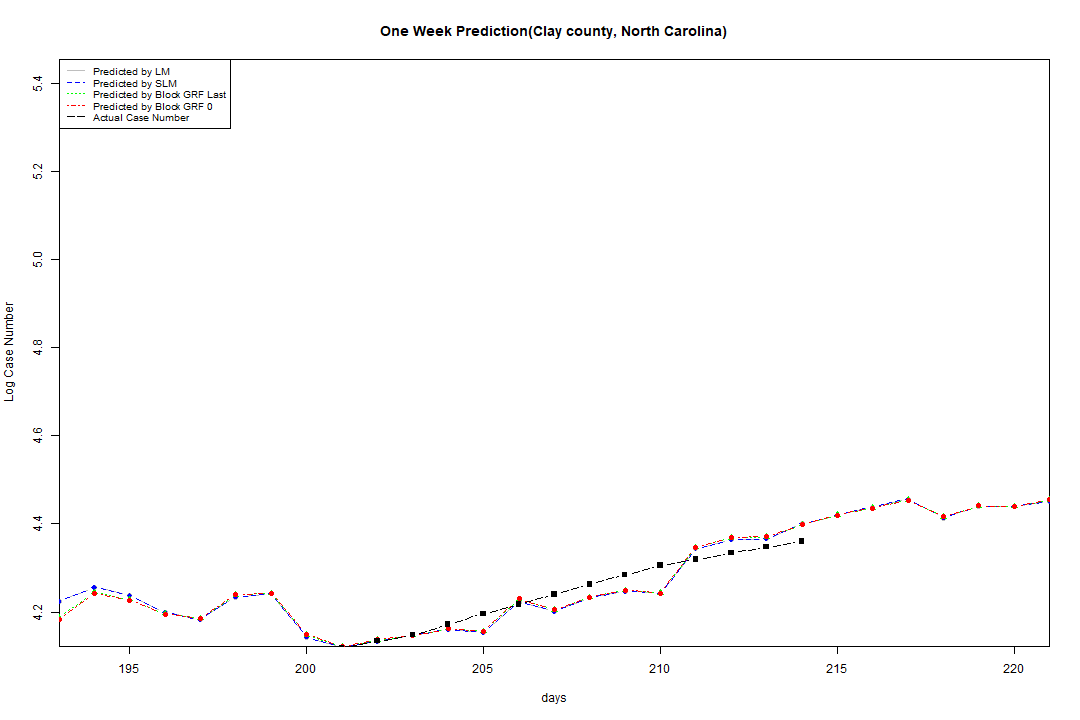 One Week Prediction(Clay county, North Carolina)
Predicted by LM
Predicted by SLM
Predicted by Block GRF Last
Predicted by Block GRF 0
Actual Case Number
5.4
5.2
5.0
4.8
4.6
4.4
4.2
Log Case Number
195 200 205 210 215 220
days